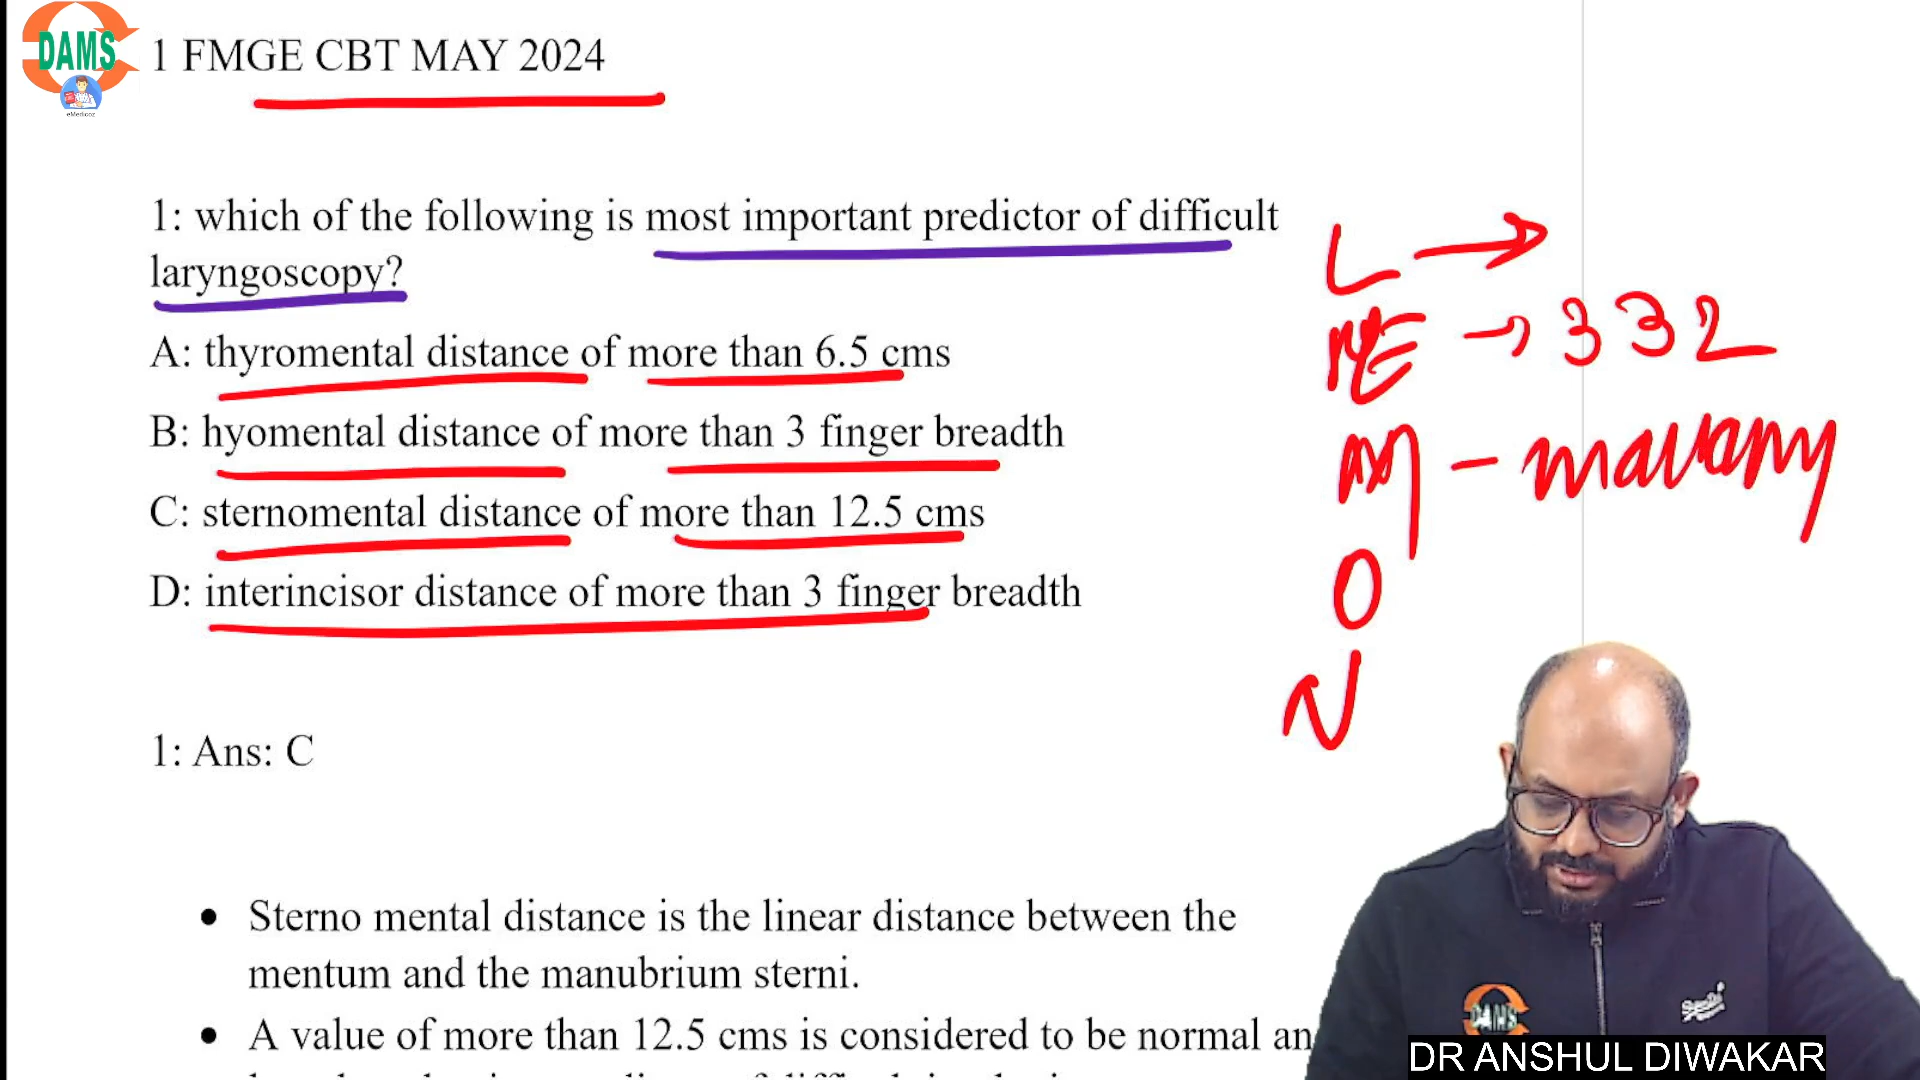 DAMS
eMedicoz
1 FMGE CBT MAY 2024
1: which of the following is most important predictor of difficult
laryngoscopy?
A: thyromental distance of more than 6.5 cms
B: hyomental distance of more than 3 finger breadth
C: sternomental distance of more than 12.5 cms
D: interincisor distance of more than 3 finger breadth
L →
E → 3 3 2
M -
O
N
1: Ans: C
• Sterno mental distance is the linear distance between the
mentum and the manubrium sterni.
• A value of more than 12.5 cms is considered to be normal an
DAMS
DR ANSHUL DIWAKAR